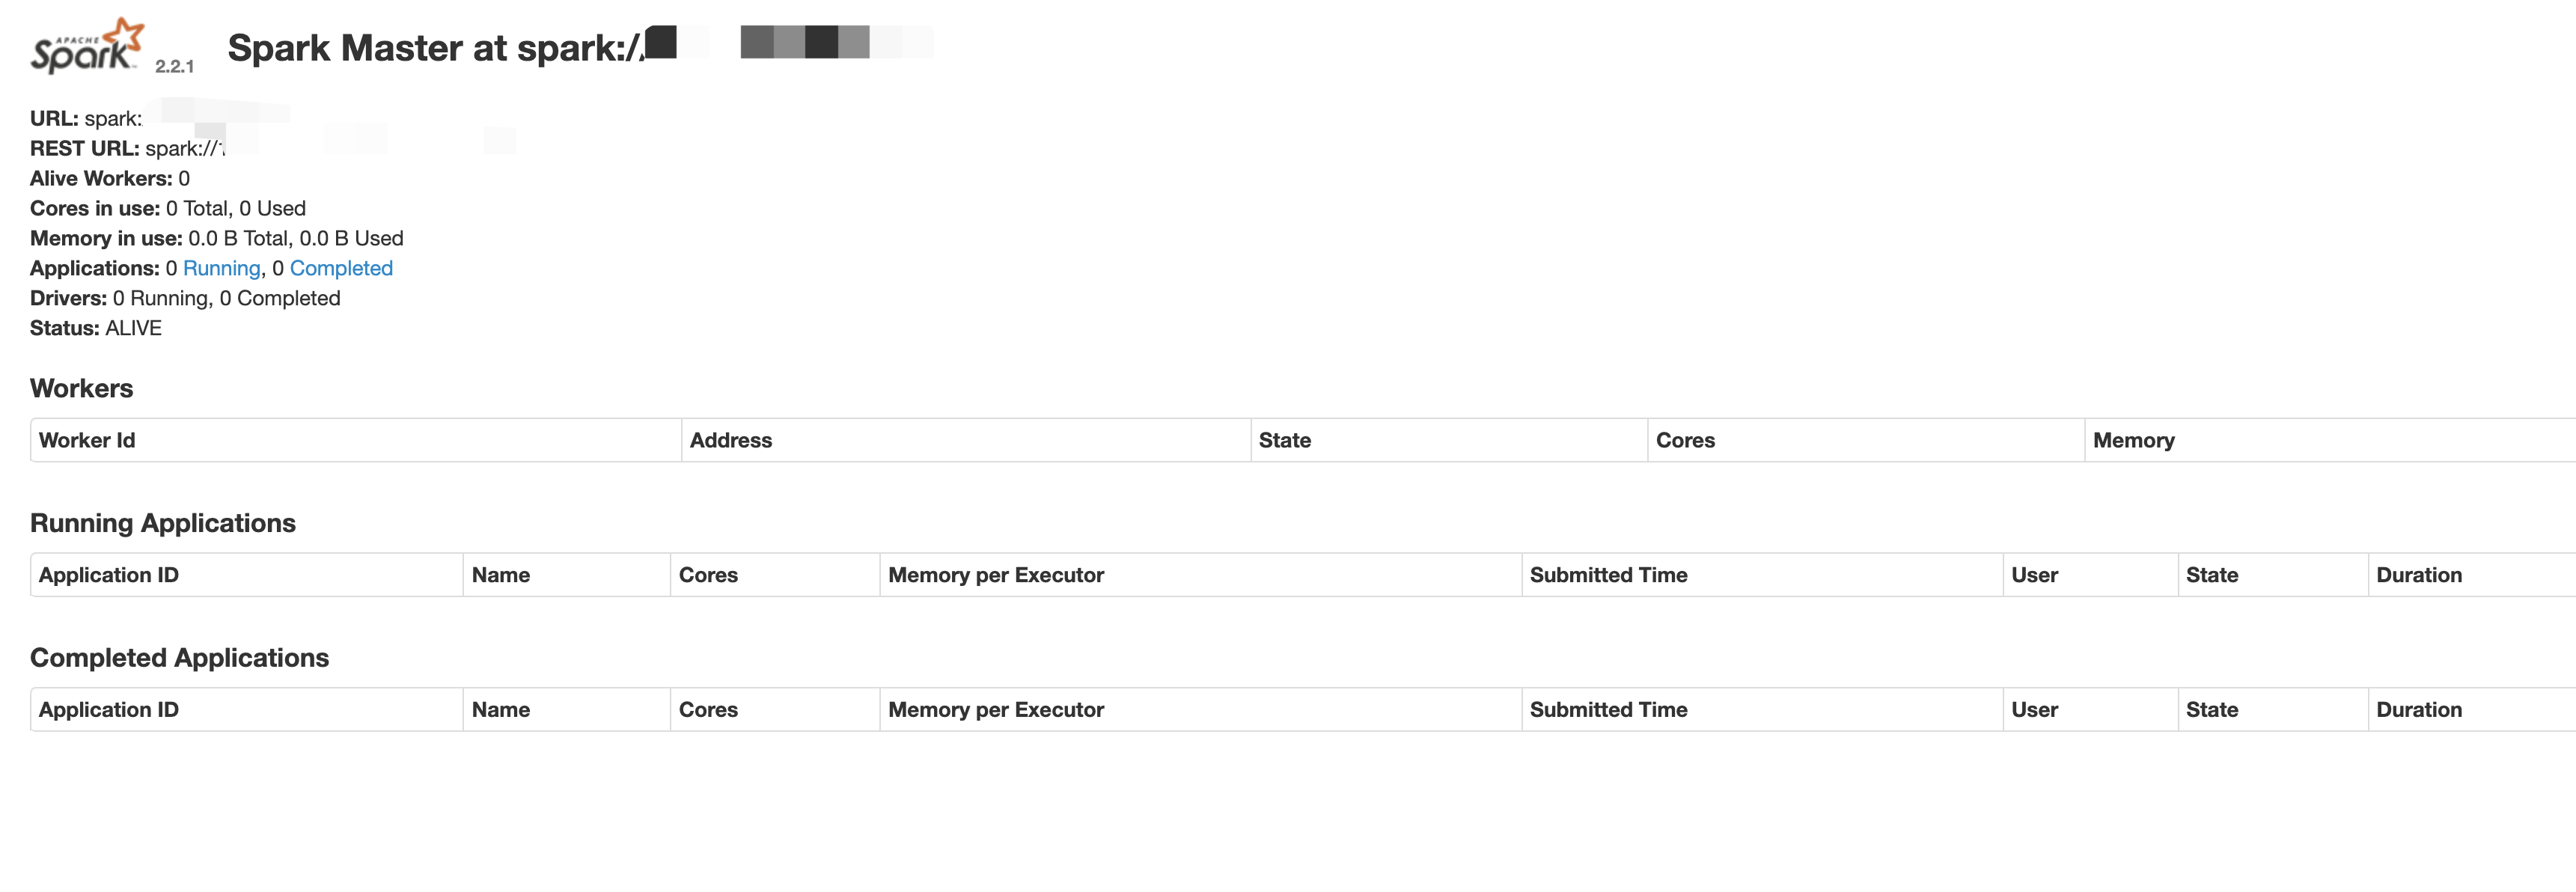 APACHE Spark 2.2.1 Spark Master at spark:/
URL: spark:
REST URL: spark://
Alive Workers: 0
Cores in use: 0 Total, 0 Used
Memory in use: 0.0 B Total, 0.0 B Used
Applications: 0 Running, 0 Completed
Drivers: 0 Running, 0 Completed
Status: ALIVE
Workers
Worker Id Address State Cores Memory
Running Applications
Application ID Name Cores Memory per Executor Submitted Time User State Duration
Completed Applications
Application ID Name Cores Memory per Executor Submitted Time User State Duration